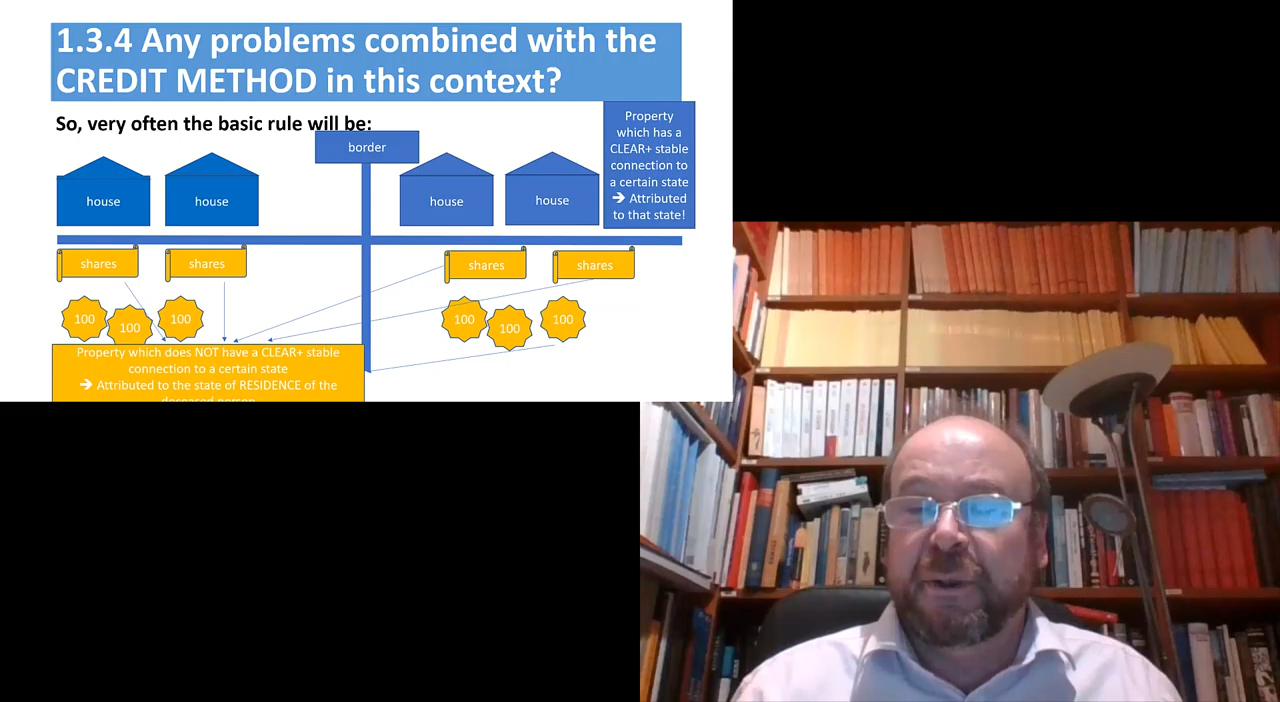 1.3.4 Any problems combined with the
CREDIT METHOD in this context?
So, very often the basic rule will be:
border
Property
which has a
CLEAR+ stable
connection to
a certain state
➔ Attributed
to that state!
house
house
house
house
shares
shares
shares
shares
100
100
100
100
100
100
Property which does NOT have a CLEAR+ stable
connection to a certain state
➔ Attributed to the state of RESIDENCE of the
deceased person